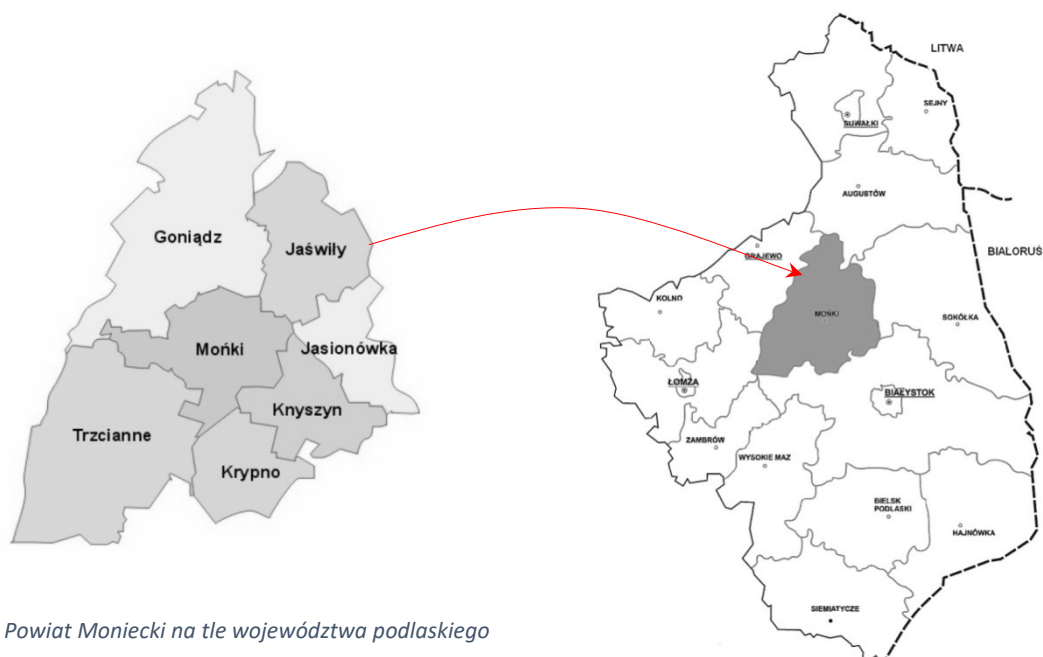 Goniądz
Jaświły
Mońki
Jasionówka
Knyszyn
Trzcianne
Krypno
LITWA
SEJNY
SUWAŁKI
AUGUSTÓW
BIALORUŚ
GRAJEWO
KOLNO
MOŃKI
SOKÓŁKA
ŁOMŻA
BIAŁYSTOK
ZAMBRÓW
WYSOKIE MAZ
BIELSK
PODLASKI
HAJNÓWKA
SIEMIATYCZE
Powiat Moniecki na tle województwa podlaskiego